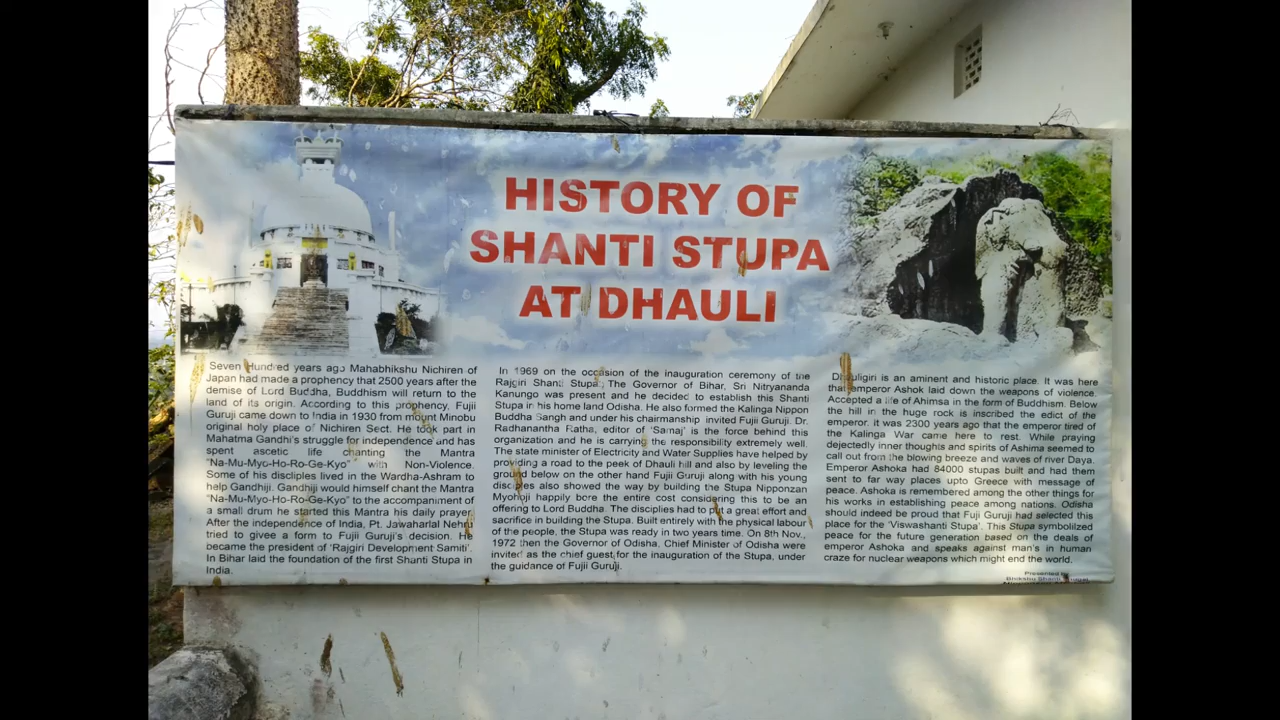 HISTORY OF
SHANTI STUPA
AT DHAULI
Seven Hundred years ago Mahabhikshu Nichiren of
Japan had made a prophency that 2500 years after the
demise of Lord Buddha, Buddhism will return to the
land of its origin. According to this prophency, Fujii
Guruji came down to India in 1930 from mount Minobu
original holy place of Nichiren Sect. He took part in
Mahatma Gandhi's struggle for independence and has
spent ascetic life chanting the Mantra
"Na-Mu-Myo-Ho-Ro-Ge-Kyo" with Non-Violence.
Some of his disciples lived in the Wardha-Ashram to
help Gandhiji. Gandhiji would himself chant the Mantra
"Na-Mu-Myo-Ho-Ro-Ge-Kyo" to the accompaniment of
a small drum he started this Mantra his daily prayer.
After the independence of India, Pt. Jawaharlal Nehru
tried to givee a form to Fujii Guruji's decision. He
became the president of 'Rajgiri Development Samiti'.
In Bihar laid the foundation of the first Shanti Stupa in
India.
In 1969 on the occasion of the inauguration ceremony of the
Rajgiri Shanti Stupa, The Governor of Bihar, Sri Nityananda
Kanungo was present and he decided to establish this Shanti
Stupa in his home land Odisha. He also formed the Kalinga Nippon
Buddha Sangh and under his chairmanship invited Fujii Guruji. Dr.
Radhanantha Ratha, editor of 'Samaj' is the force behind this
organization and he is carrying the responsibility extremely well.
The state minister of Electricity and Water Supplies have helped by
providing a road to the peek of Dhauli hill and also by leveling the
ground below on the other hand Fujii Guruji along with his young
disciples also showed the way by building the Stupa Nipponzan
Myohoji happily bore the entire cost considering this to be an
offering to Lord Buddha. The disciples had to put a great effort and
sacrifice in building the Stupa. Built entirely with the physical labour
of the people, the Stupa was ready in two years time. On 8th Nov.,
1972 then the Governor of Odisha, Chief Minister of Odisha were
invited as the chief guest for the inauguration of the Stupa, under
the guidance of Fujii Guruji.
Dhauligiri is an aminent and historic place. It was here
that emperor Ashok laid down the weapons of violence.
Accepted a life of Ahimsa in the form of Buddhism. Below
the hill in the huge rock is inscribed the edict of the
emperor. It was 2300 years ago that the emperor tired of
the Kalinga War came here to rest. While praying
dejectedly inner thoughts and spirits of Ashima seemed to
call out from the blowing breeze and waves of river Daya.
Emperor Ashoka had 84000 stupas built and had them
sent to far way places upto Greece with message of
peace. Ashoka is remembered among the other things for
his works in establishing peace among nations. Odisha
should indeed be proud that Fuji Guruji had selected this
place for the 'Viswashanti Stupa'. This Stupa symbolilzed
peace for the future generation based on the deals of
emperor Ashoka and speaks against man's in human
craze for nuclear weapons which might end the world.
Presented by
Bhikshu Shanti